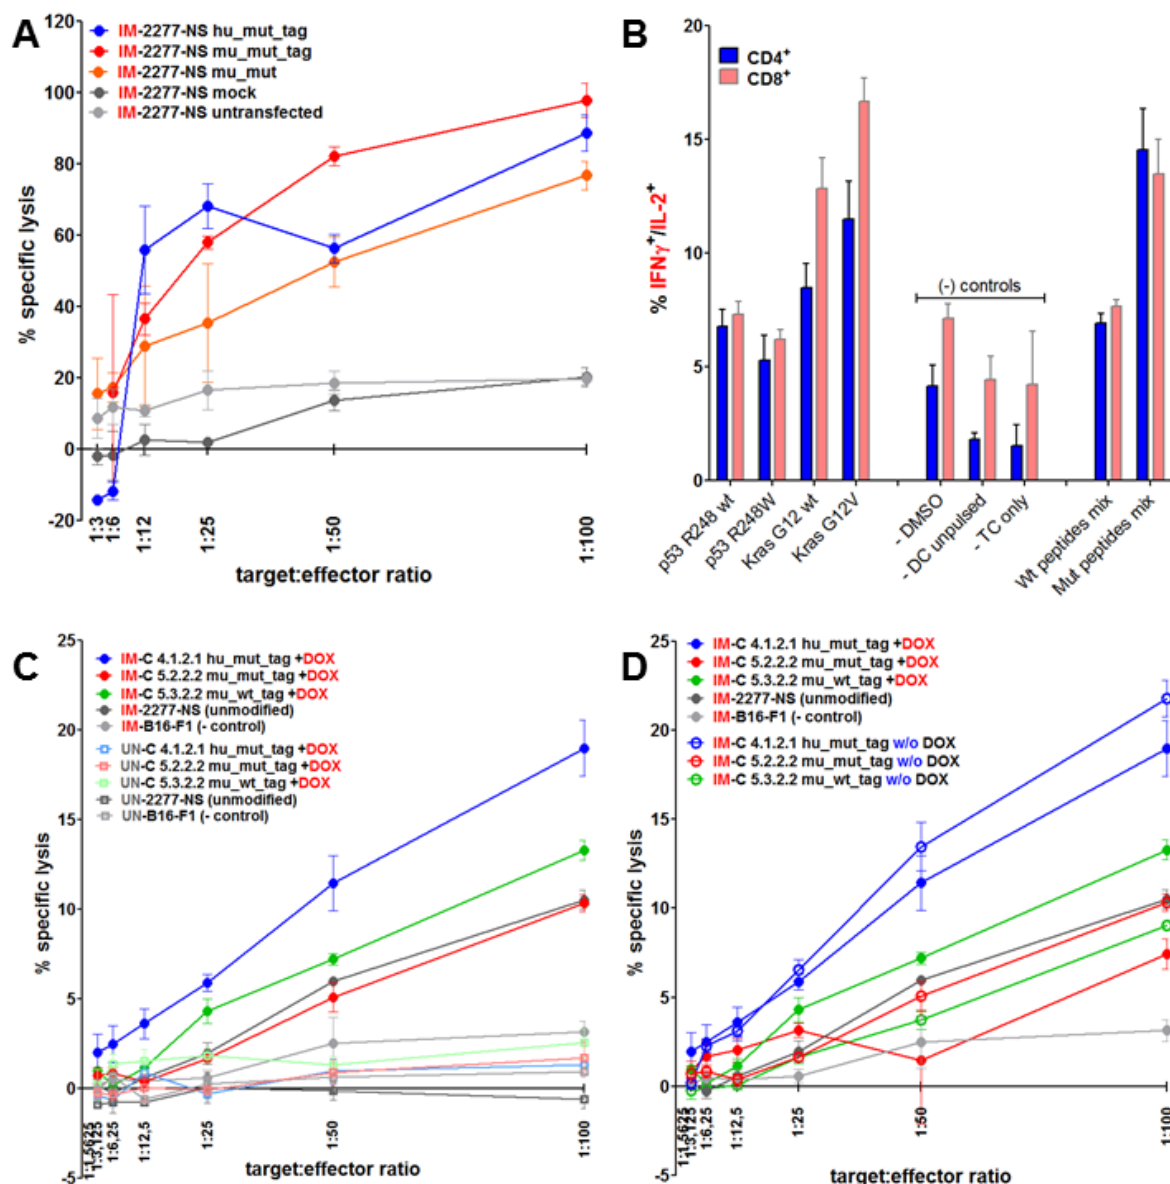 A
120
100
80
60
40
20
0
-20
% specific lysis
IM-2277-NS hu_mut_tag
IM-2277-NS mu_mut_tag
IM-2277-NS mu_mut
IM-2277-NS mock
IM-2277-NS untransfected
1:3
1:6
1:12
1:25
1:50
1:100
target:effector ratio
B
20
15
10
5
0
% IFNγ+/IL-2+
CD4+
CD8+
(-) controls
p53 R248 wt
p53 R248W
Kras G12 wt
Kras G12V
- DMSO
- DC unpulsed
- TC only
Wt peptides mix
Mut peptides mix
C
25
20
15
10
5
0
-5
% specific lysis
IM-C 4.1.2.1 hu_mut_tag +DOX
IM-C 5.2.2.2 mu_mut_tag +DOX
IM-C 5.3.2.2 mu_wt_tag +DOX
IM-2277-NS (unmodified)
IM-B16-F1 (- control)
UN-C 4.1.2.1 hu_mut_tag +DOX
UN-C 5.2.2.2 mu_mut_tag +DOX
UN-C 5.3.2.2 mu_wt_tag +DOX
UN-2277-NS (unmodified)
UN-B16-F1 (- control)
1:1,5625
1:3,125
1:6,25
1:12,5
1:25
1:50
1:100
target:effector ratio
D
25
20
15
10
5
0
-5
% specific lysis
IM-C 4.1.2.1 hu_mut_tag +DOX
IM-C 5.2.2.2 mu_mut_tag +DOX
IM-C 5.3.2.2 mu_wt_tag +DOX
IM-2277-NS (unmodified)
IM-B16-F1 (- control)
IM-C 4.1.2.1 hu_mut_tag w/o DOX
IM-C 5.2.2.2 mu_mut_tag w/o DOX
IM-C 5.3.2.2 mu_wt_tag w/o DOX
1:1,5625
1:3,125
1:6,25
1:12,5
1:25
1:50
1:100
target:effector ratio